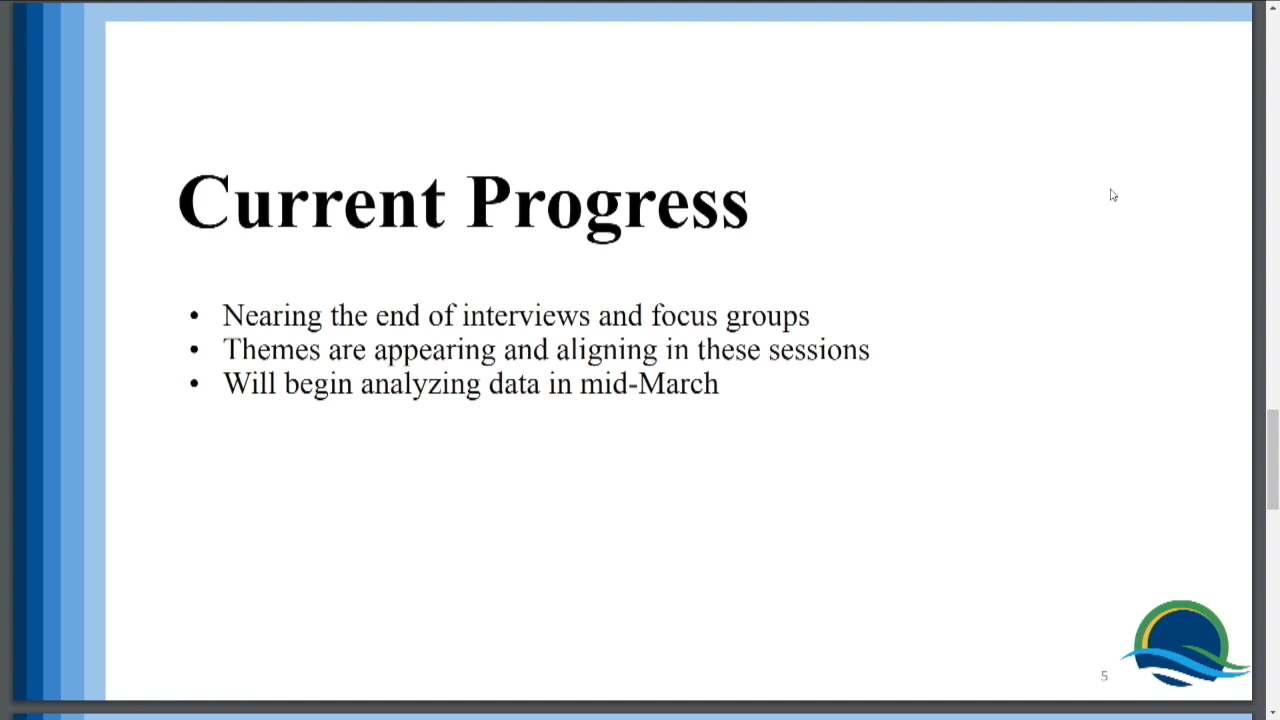 Current Progress
• Nearing the end of interviews and focus groups
• Themes are appearing and aligning in these sessions
• Will begin analyzing data in mid-March
5